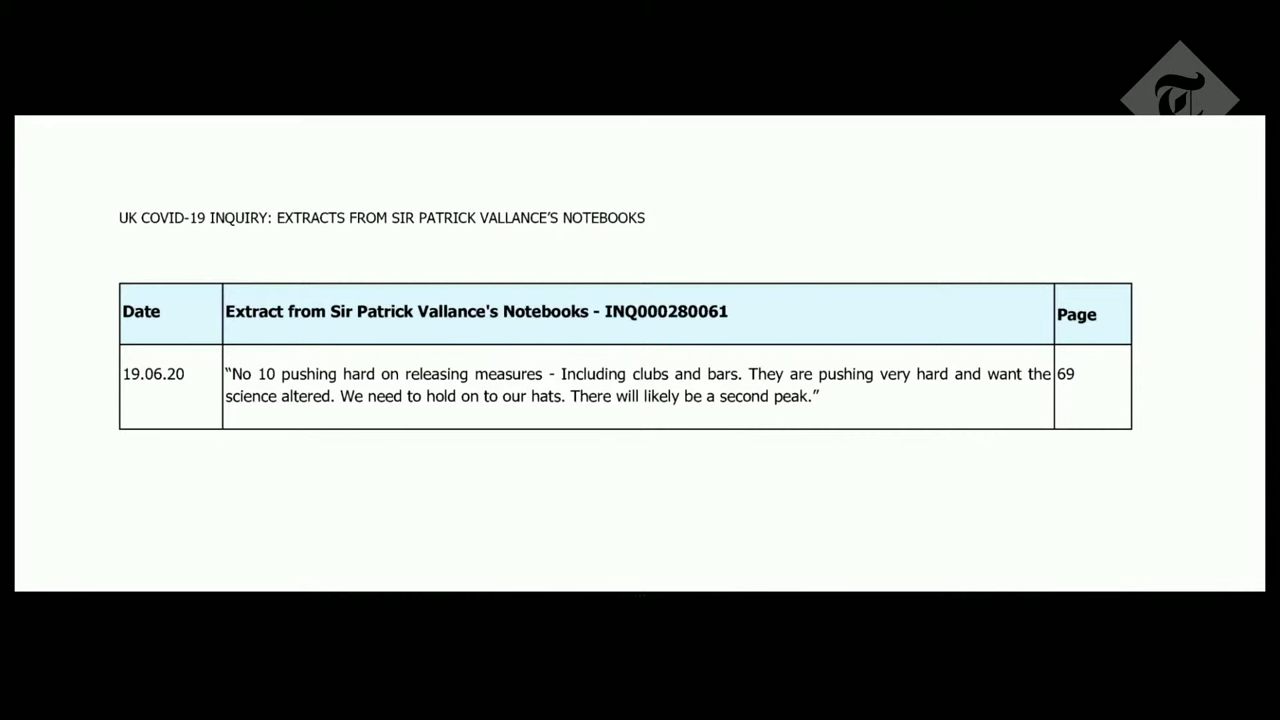 UK COVID-19 INQUIRY: EXTRACTS FROM SIR PATRICK VALLANCE’S NOTEBOOKS
Date
Extract from Sir Patrick Vallance's Notebooks - INQ000280061
Page
19.06.20
“No 10 pushing hard on releasing measures - Including clubs and bars. They are pushing very hard and want the
science altered. We need to hold on to our hats. There will likely be a second peak.”
69